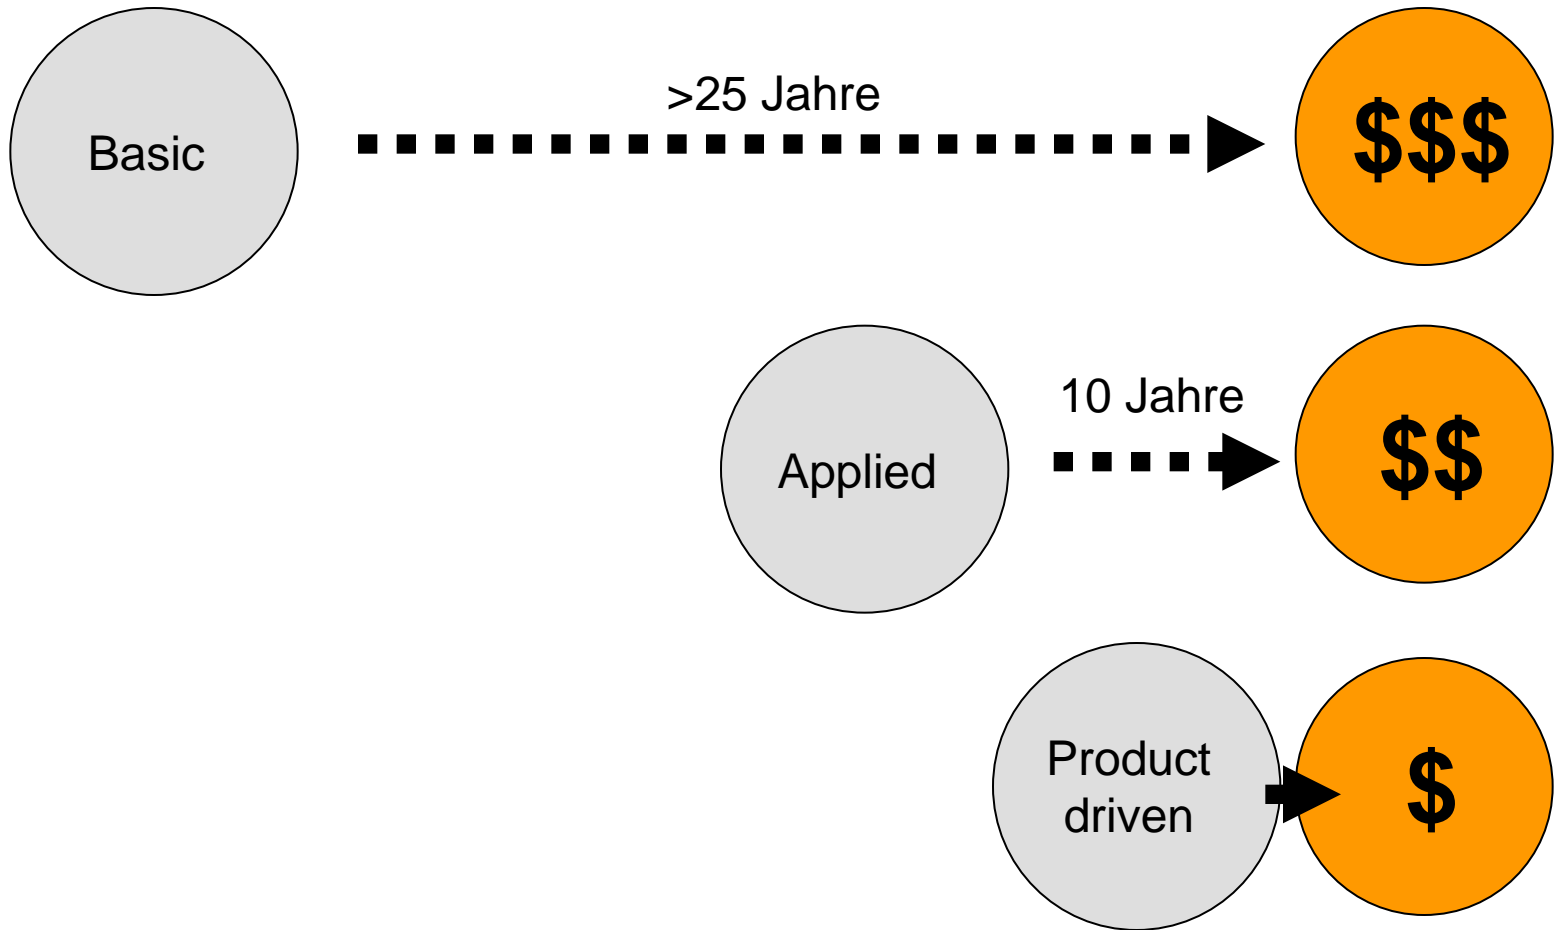 Basic
>25 Jahre
$$$
Applied
10 Jahre
$$
Product
driven
$